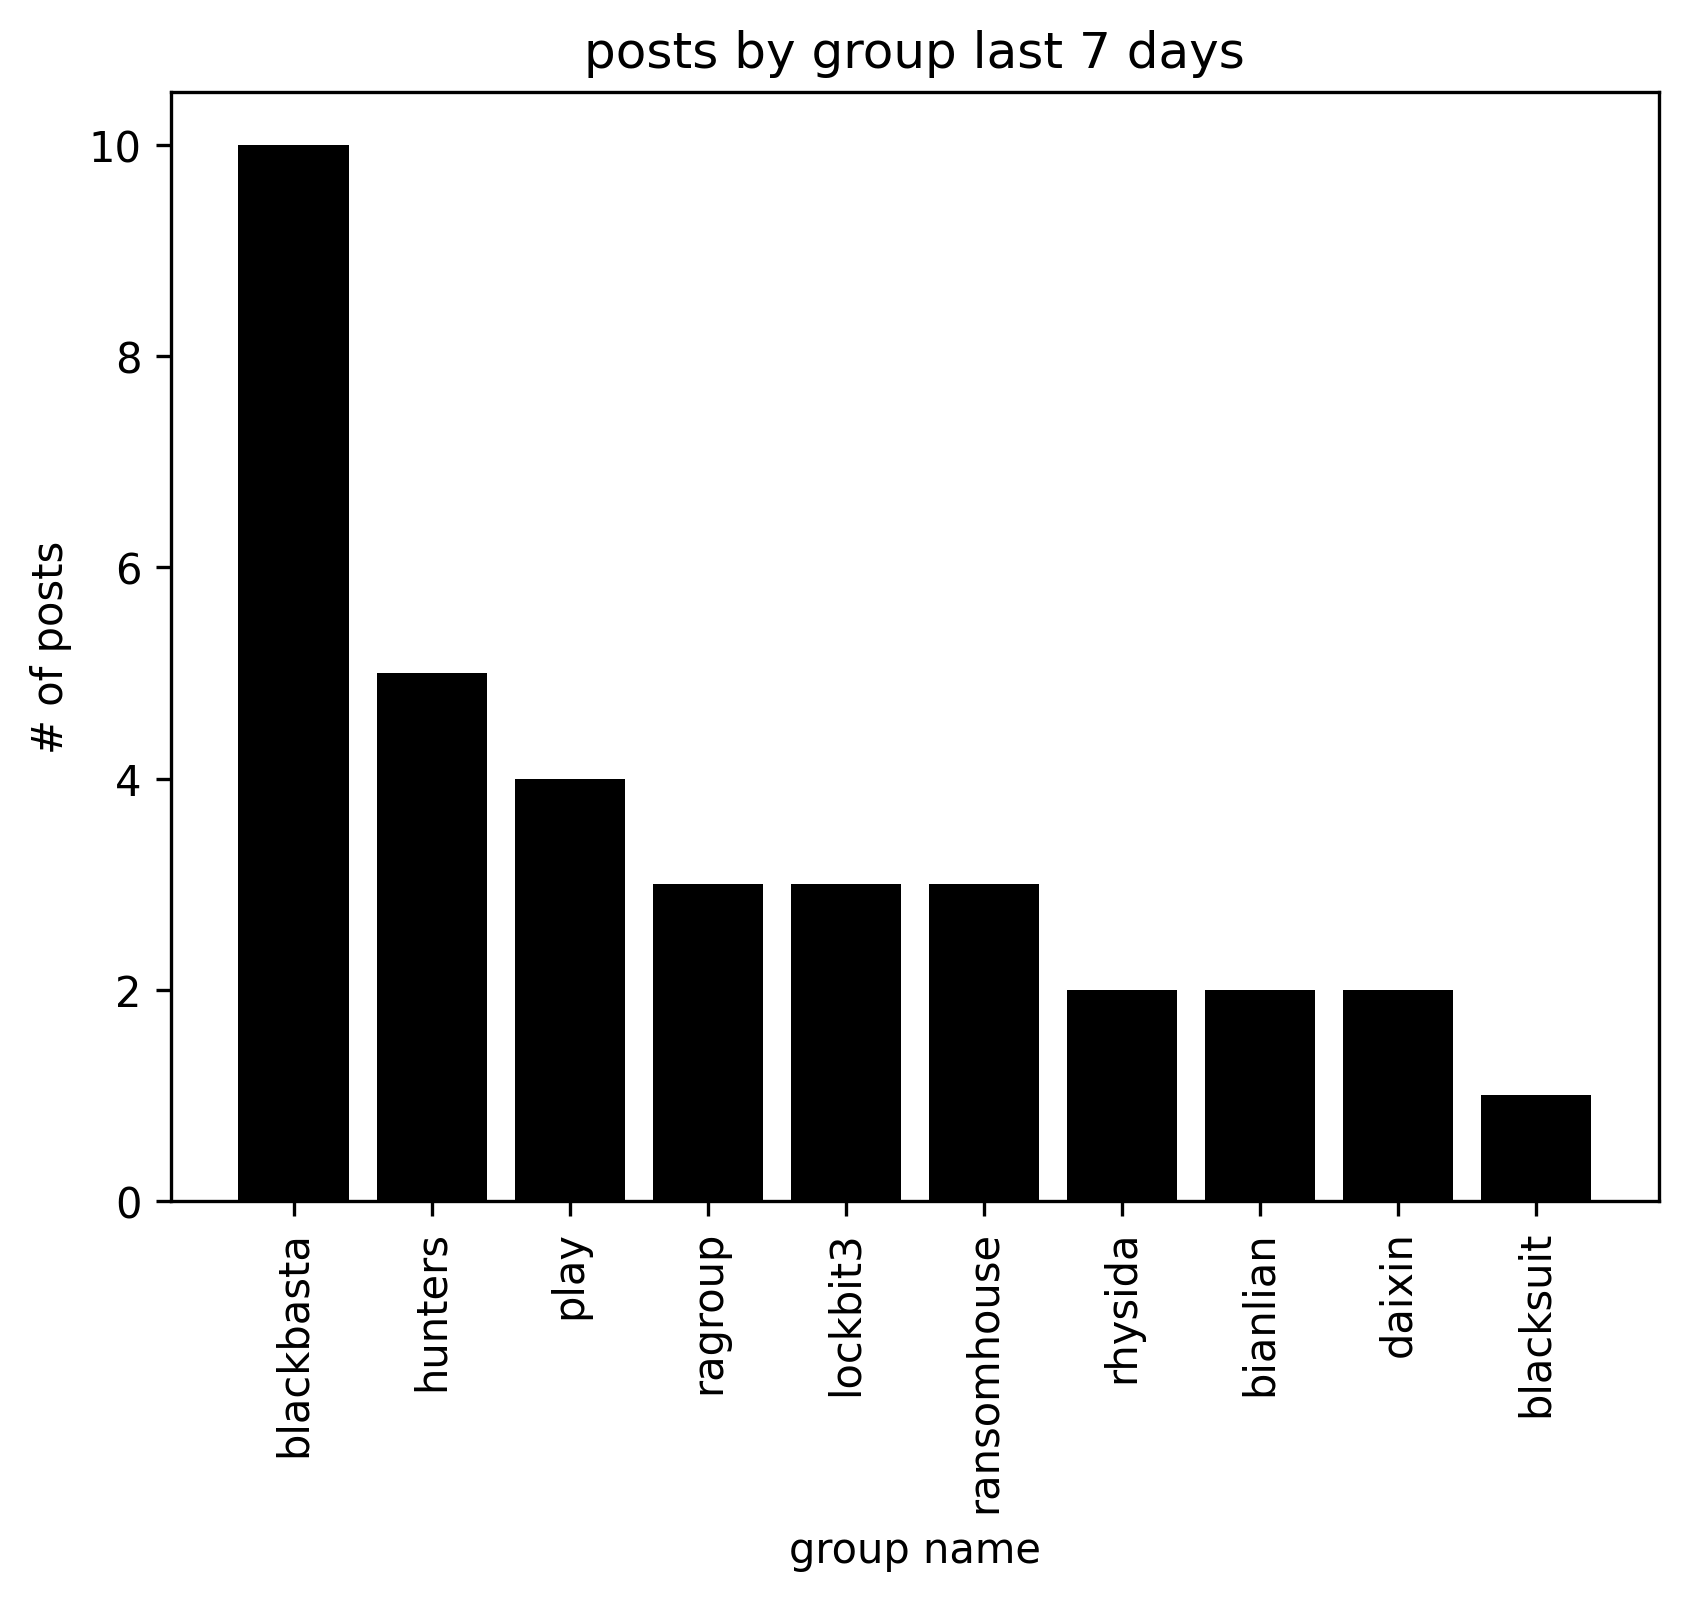 posts by group last 7 days
# of posts
10
8
6
4
2
0
blackbasta
hunters
play
ragroup
lockbit3
ransomhouse
rhysida
bianlian
daixin
blacksuit
group name